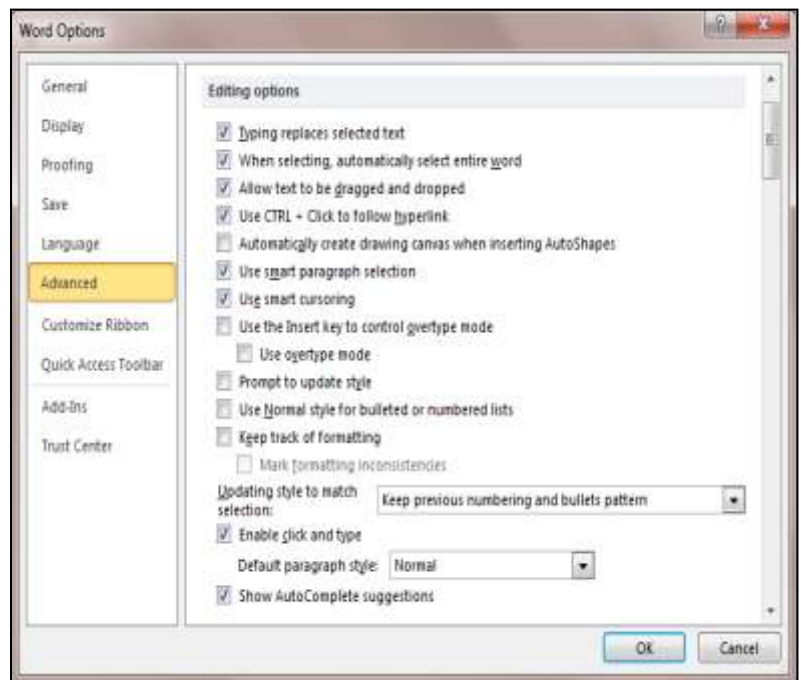 Word Options
General
Display
Proofing
Save
Language
Advanced
Customize Ribbon
Quick Access Toolbar
Add-Ins
Trust Center
Editing options
Typing replaces selected text
When selecting, automatically select entire word
Allow text to be dragged and dropped
Use CTRL + Click to follow hyperlink
Automatically create drawing canvas when inserting AutoShapes
Use smart paragraph selection
Use smart cursoring
Use the Insert key to control overtype mode
Use overtype mode
Prompt to update style
Use Normal style for bulleted or numbered lists
Keep track of formatting
Mark formatting inconsistencies
Updating style to match
selection: Keep previous numbering and bullets pattern
Enable click and type
Default paragraph style: Normal
Show AutoComplete suggestions
OK Cancel